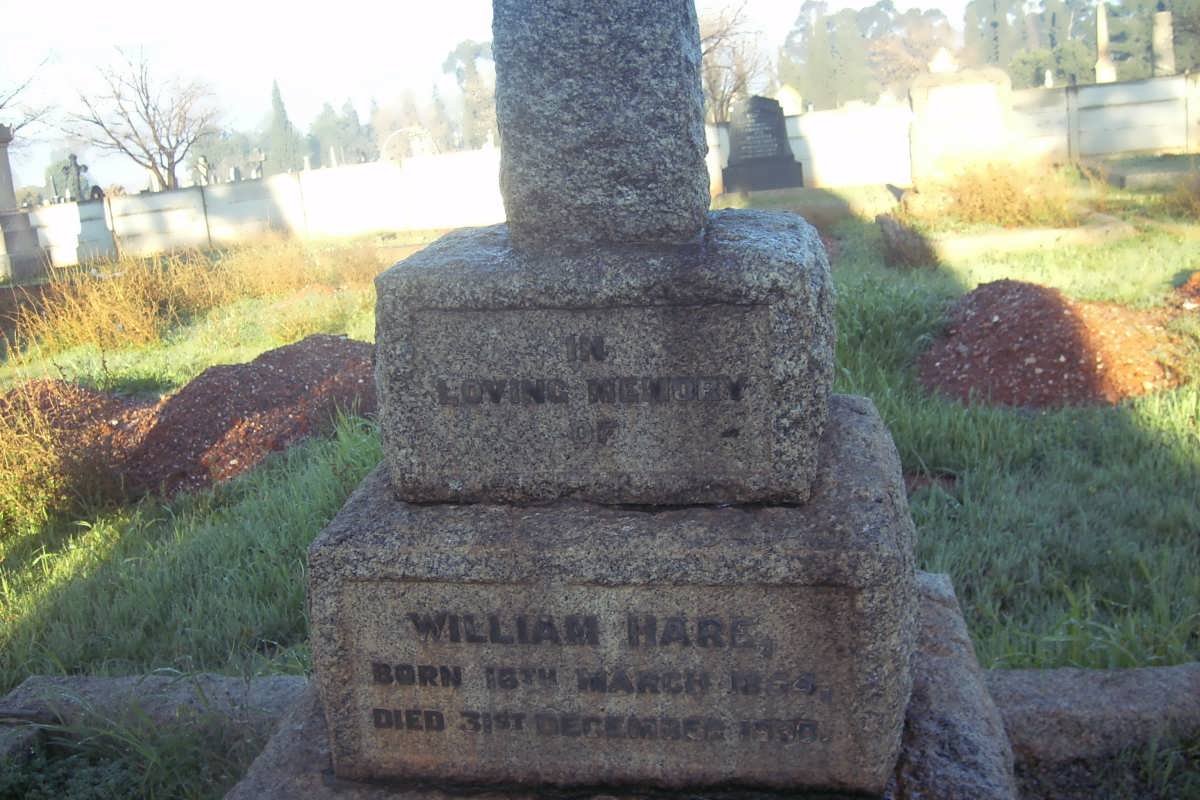 IN
LOVING MEMORY
OF
WILLIAM HARE,
BORN MARCH
DIED 31ST DECEMBER